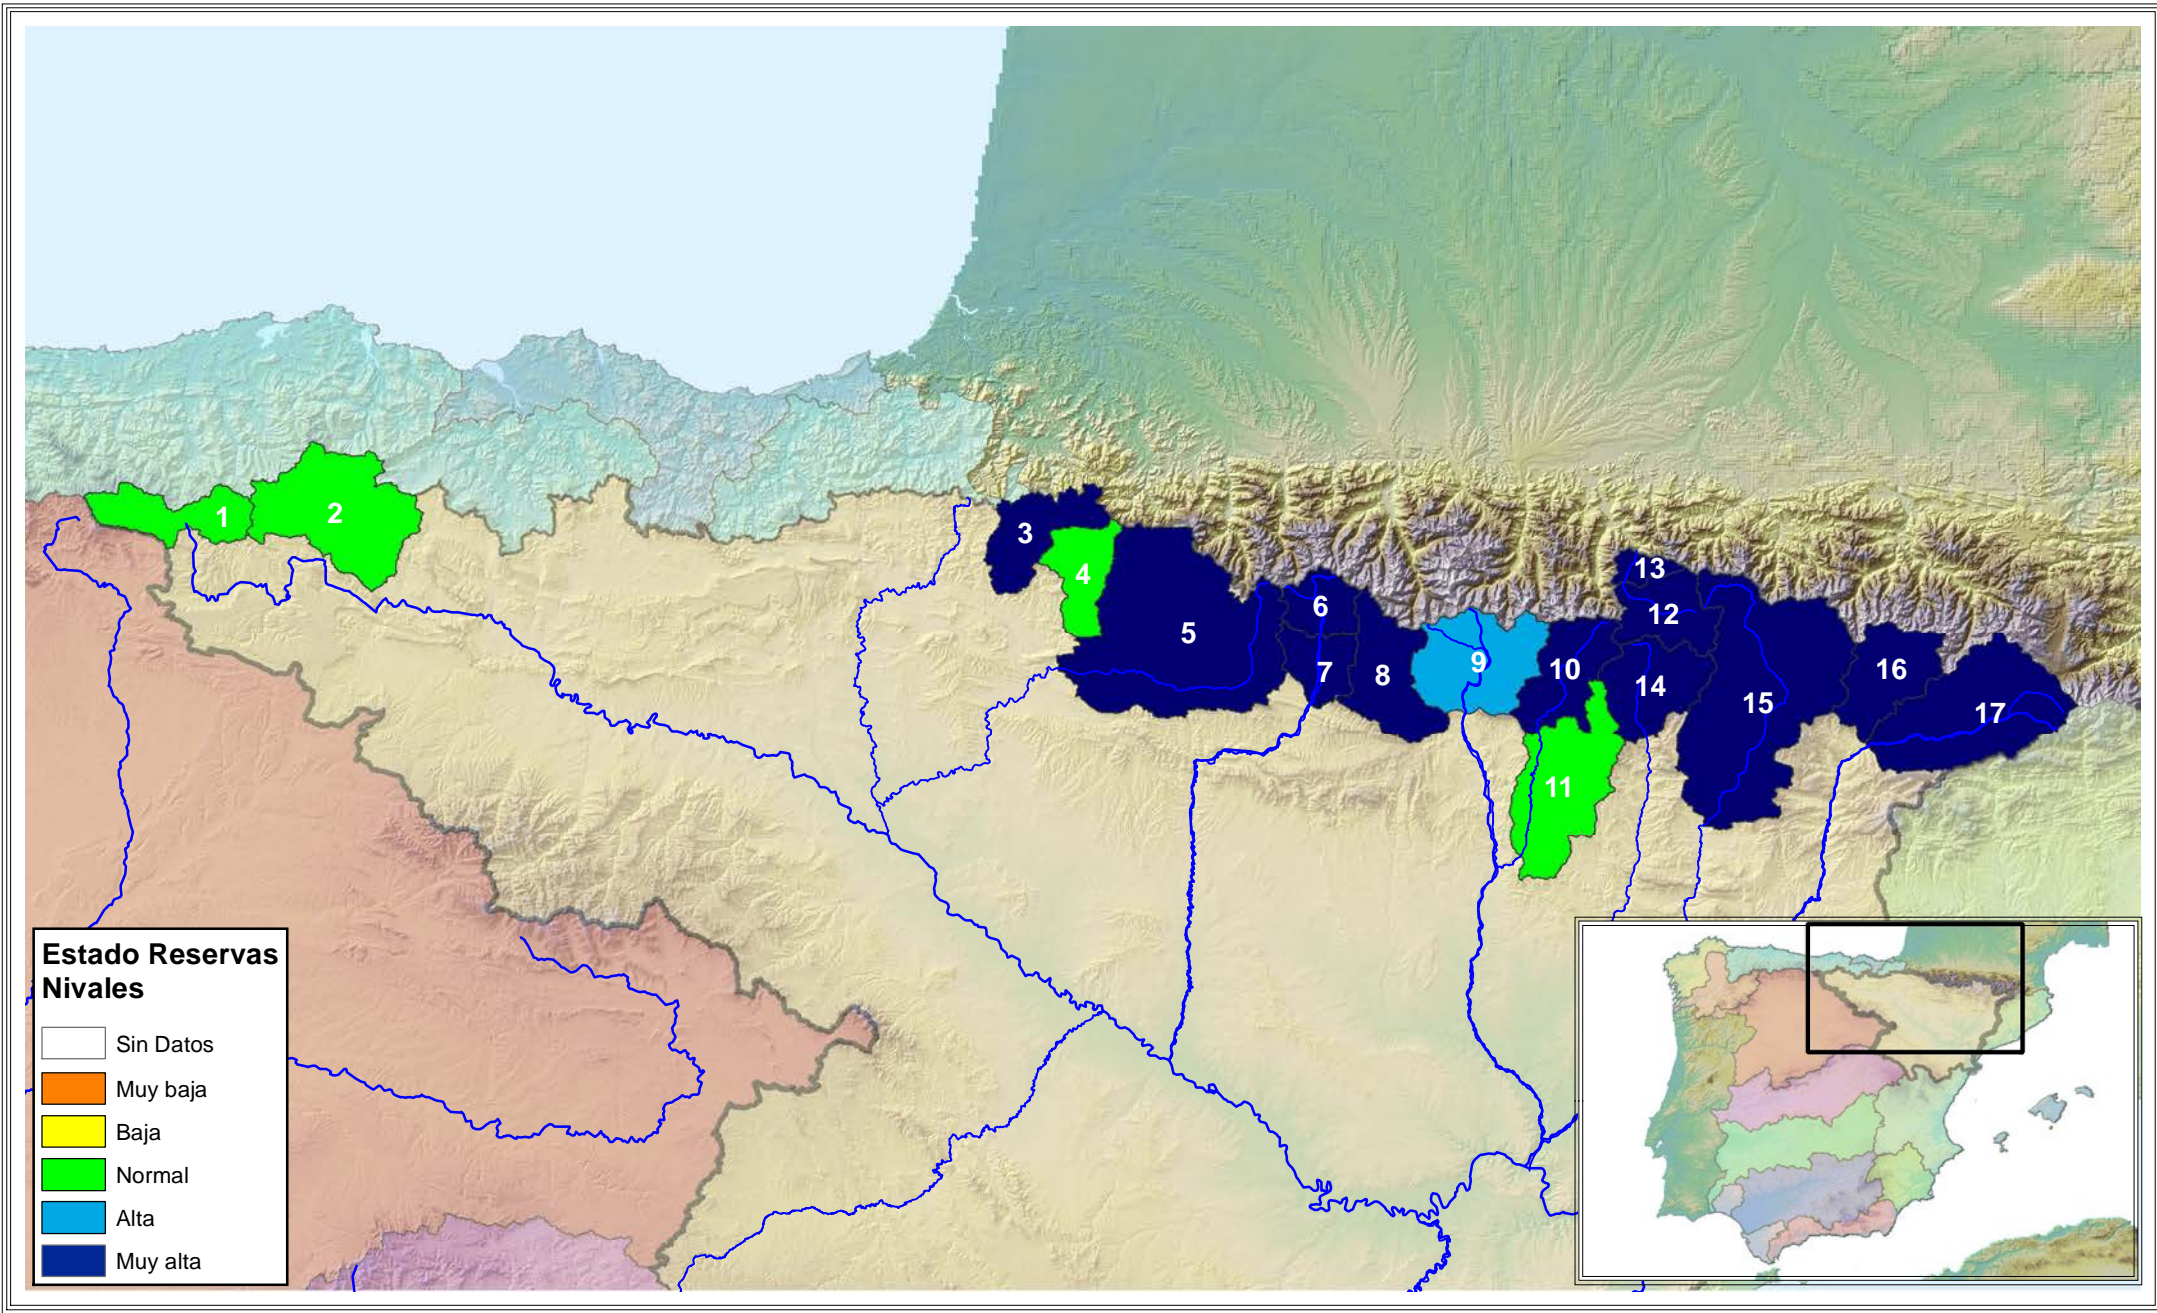 1
2
3
4
5
6
7
8
9
10
11
12
13
14
15
16
17
Estado Reservas
Nivales
Sin Datos
Muy baja
Baja
Normal
Alta
Muy alta